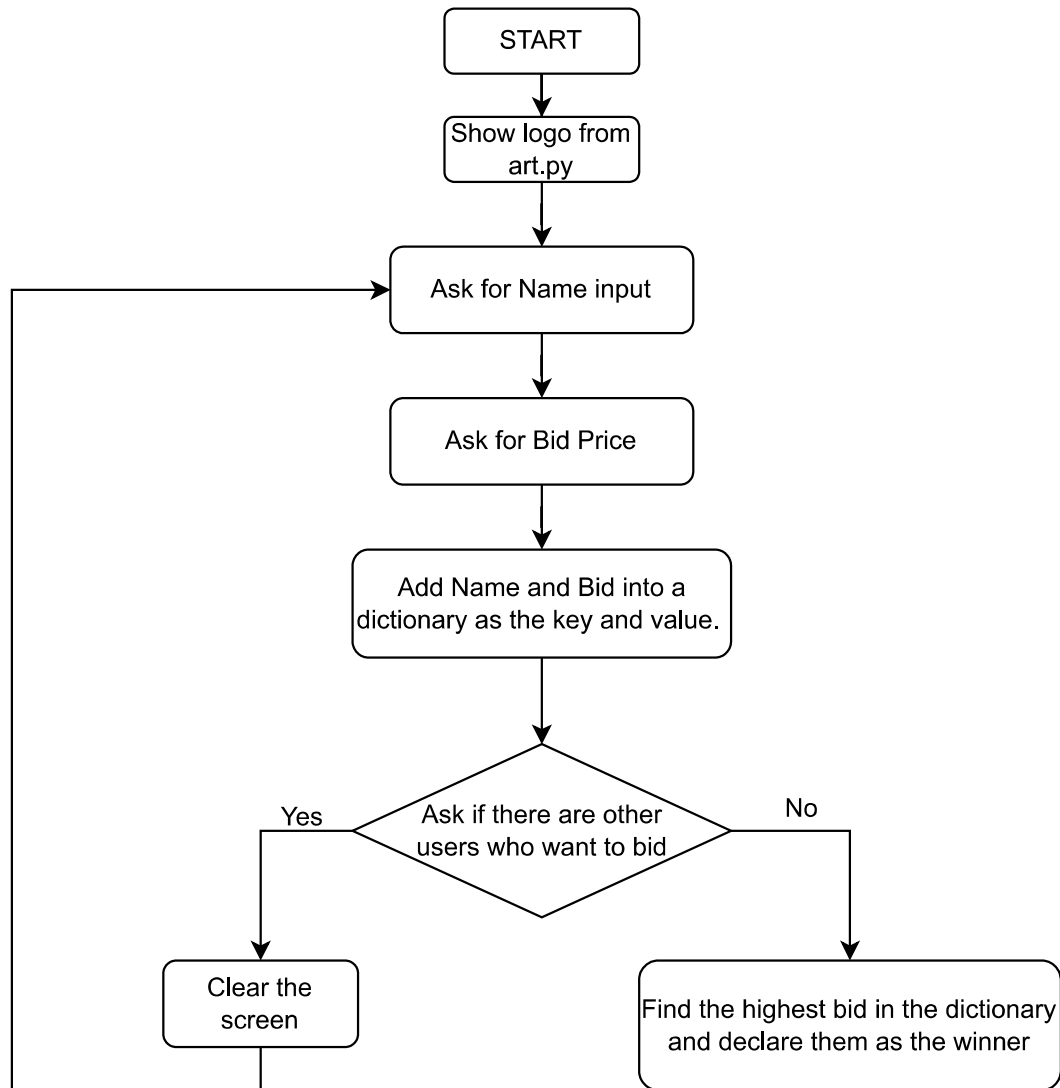 START
Show logo from
art.py
Ask for Name input
Ask for Bid Price
Add Name and Bid into a
dictionary as the key and value.
Ask if there are other
users who want to bid
Yes
No
Clear the
screen
Find the highest bid in the dictionary
and declare them as the winner